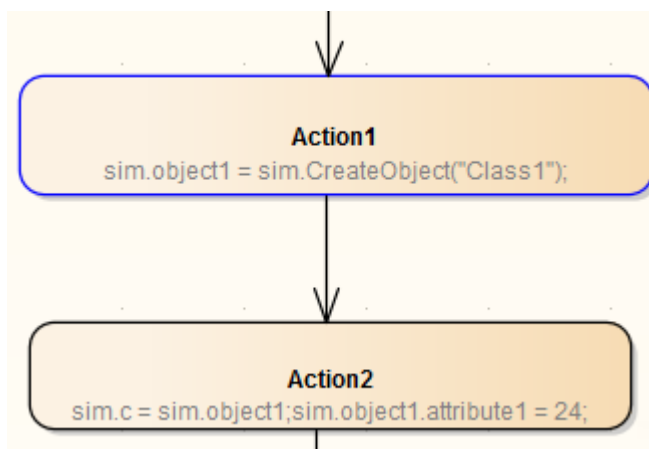 Action1
sim.object1 = sim.CreateObject("Class1");
Action2
sim.c = sim.object1;sim.object1.attribute1 = 24;